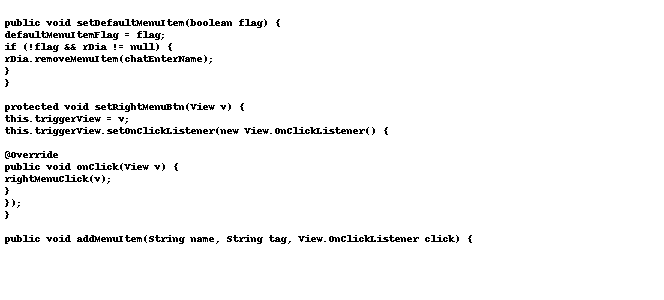 public void setDefaultMenuItem(boolean flag) {
defaultMenuItemFlag = flag;
if (!flag && rDia != null) {
rDia.removeMenuItem(chatEnterName);
}
}
protected void setRightMenuBtn(View v) {
this.triggerView = v;
this.triggerView.setOnClickListener(new View.OnClickListener() {
@Override
public void onClick(View v) {
rightMenuClick(v);
}
});
}
public void addMenuItem(String name, String tag, View.OnClickListener click) {